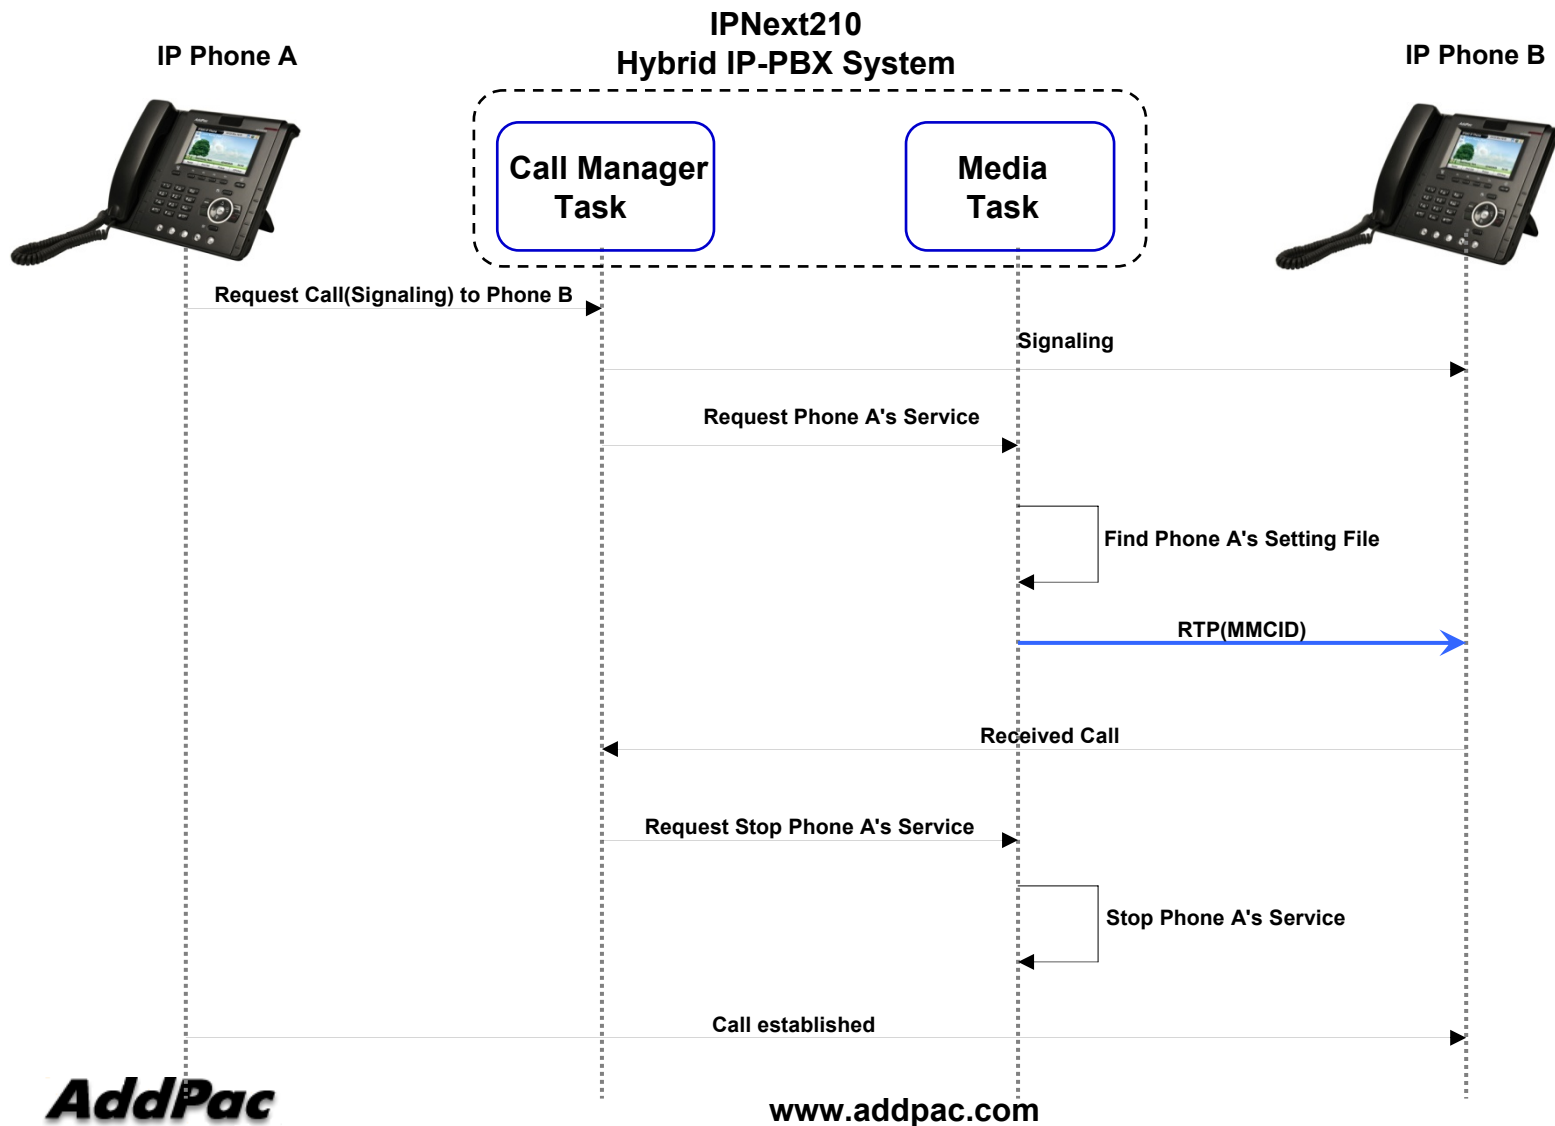 IPNext210
Hybrid IP-PBX System
IP Phone A
IP Phone B
Call Manager
Task
Media
Task
Request Call(Signaling) to Phone B
Signaling
Request Phone A's Service
Find Phone A's Setting File
RTP(MMCID)
Received Call
Request Stop Phone A's Service
Stop Phone A's Service
Call established
AddPac
www.addpac.com